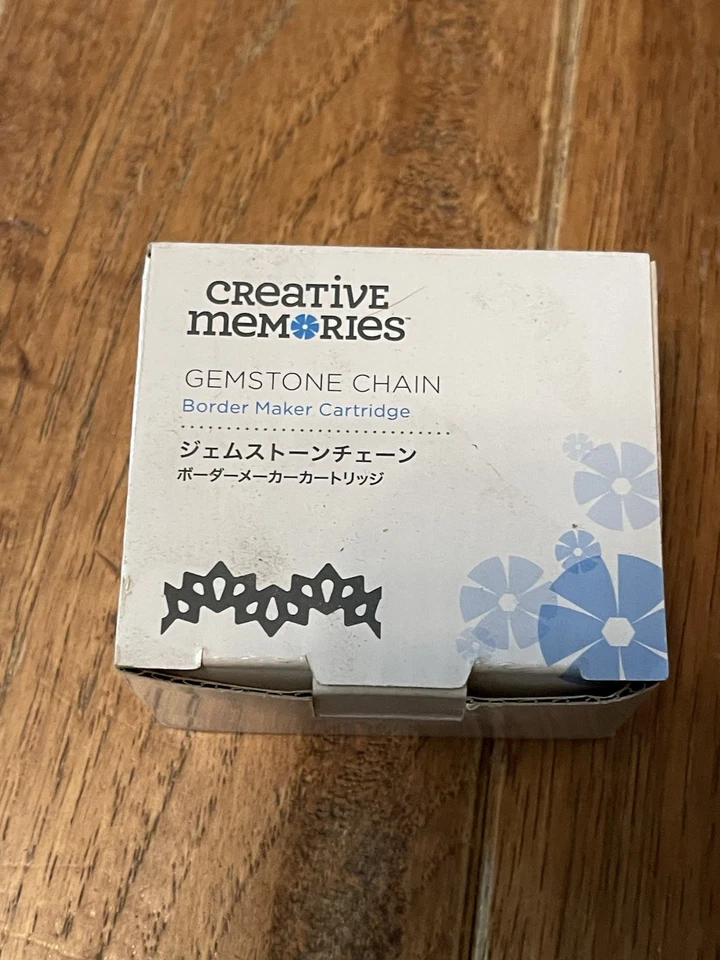 CREATIVE
MEMORIES™
GEMSTONE CHAIN
Border Maker Cartridge
ジェムストーンチェーン
ボーダーメーカーカートリッジ